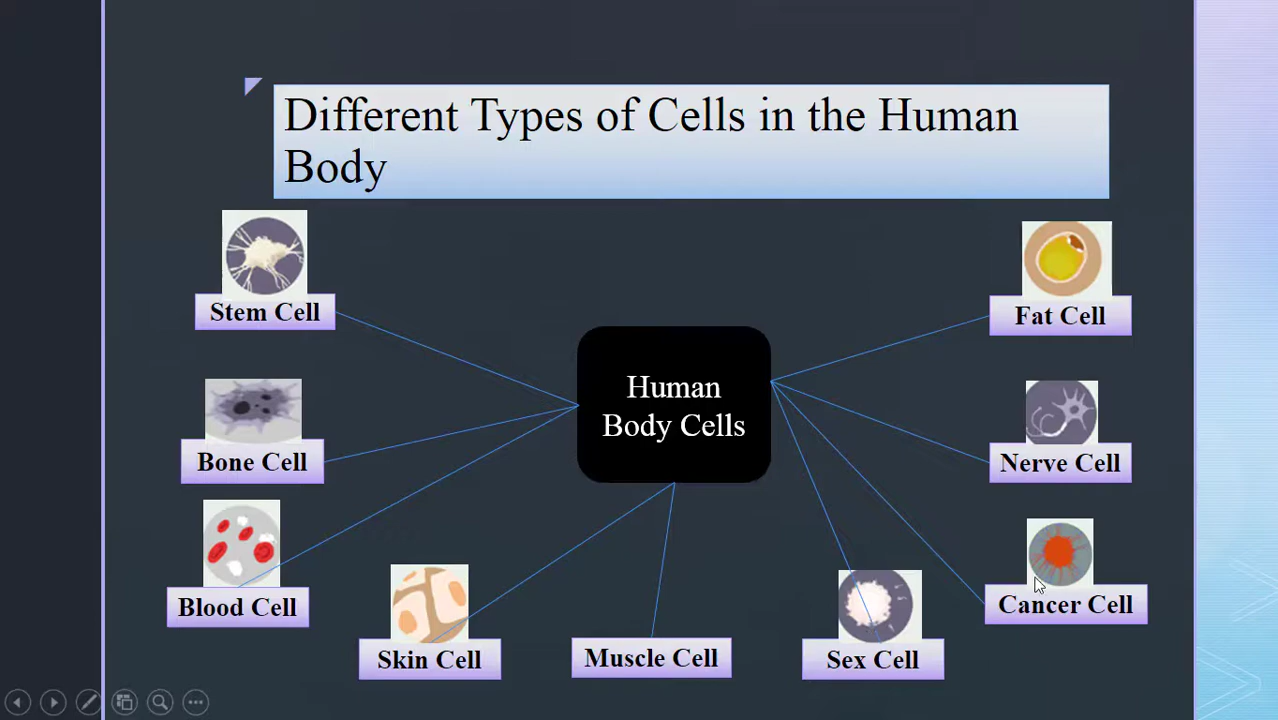 Different Types of Cells in the Human
Body
Stem Cell
Fat Cell
Human
Body Cells
Bone Cell
Nerve Cell
Blood Cell
Cancer Cell
Skin Cell
Muscle Cell
Sex Cell